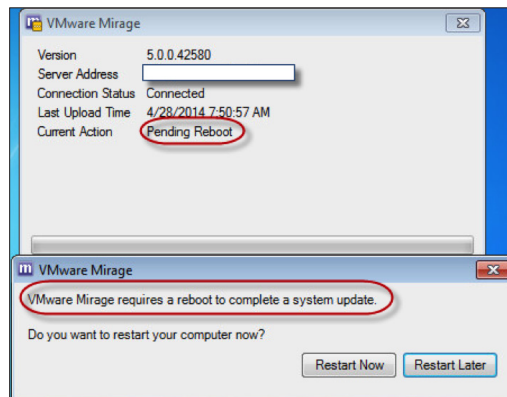 VMware Mirage
Version 5.0.0.42580
Server Address
Connection Status Connected
Last Upload Time 4/28/2014 7:50:57 AM
Current Action Pending Reboot
VMware Mirage
VMware Mirage requires a reboot to complete a system update.
Do you want to restart your computer now?
Restart Now Restart Later